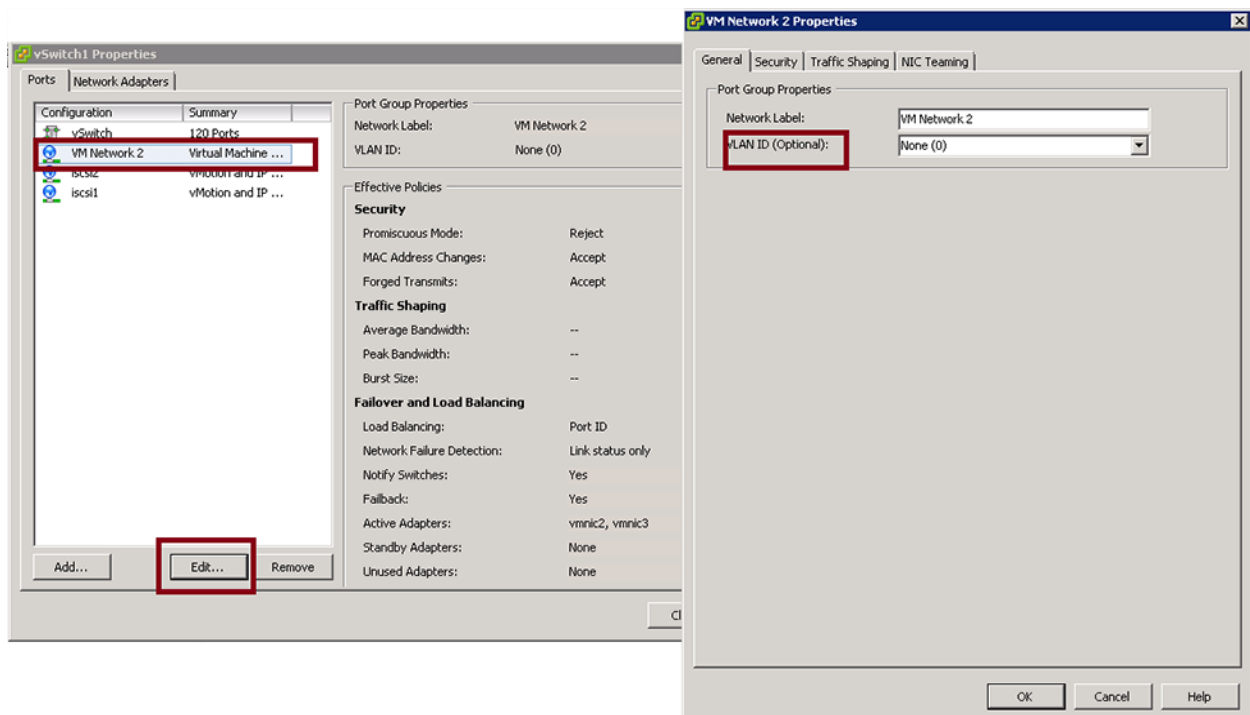 vSwitch1 Properties
Ports Network Adapters
Configuration Summary
vSwitch 120 Ports
VM Network 2 Virtual Machine ...
iscsi2 vMotion and IP ...
iscsi1 vMotion and IP ...
Add... Edit... Remove
Port Group Properties
Network Label: VM Network 2
VLAN ID: None (0)
Effective Policies
Security
Promiscuous Mode: Reject
MAC Address Changes: Accept
Forged Transmits: Accept
Traffic Shaping
Average Bandwidth: --
Peak Bandwidth: --
Burst Size: --
Failover and Load Balancing
Load Balancing: Port ID
Network Failure Detection: Link status only
Notify Switches: Yes
Failback: Yes
Active Adapters: vmnic2, vmnic3
Standby Adapters: None
Unused Adapters: None
Cl
VM Network 2 Properties
General Security Traffic Shaping NIC Teaming
Port Group Properties
Network Label: VM Network 2
VLAN ID (Optional): None (0)
OK Cancel Help